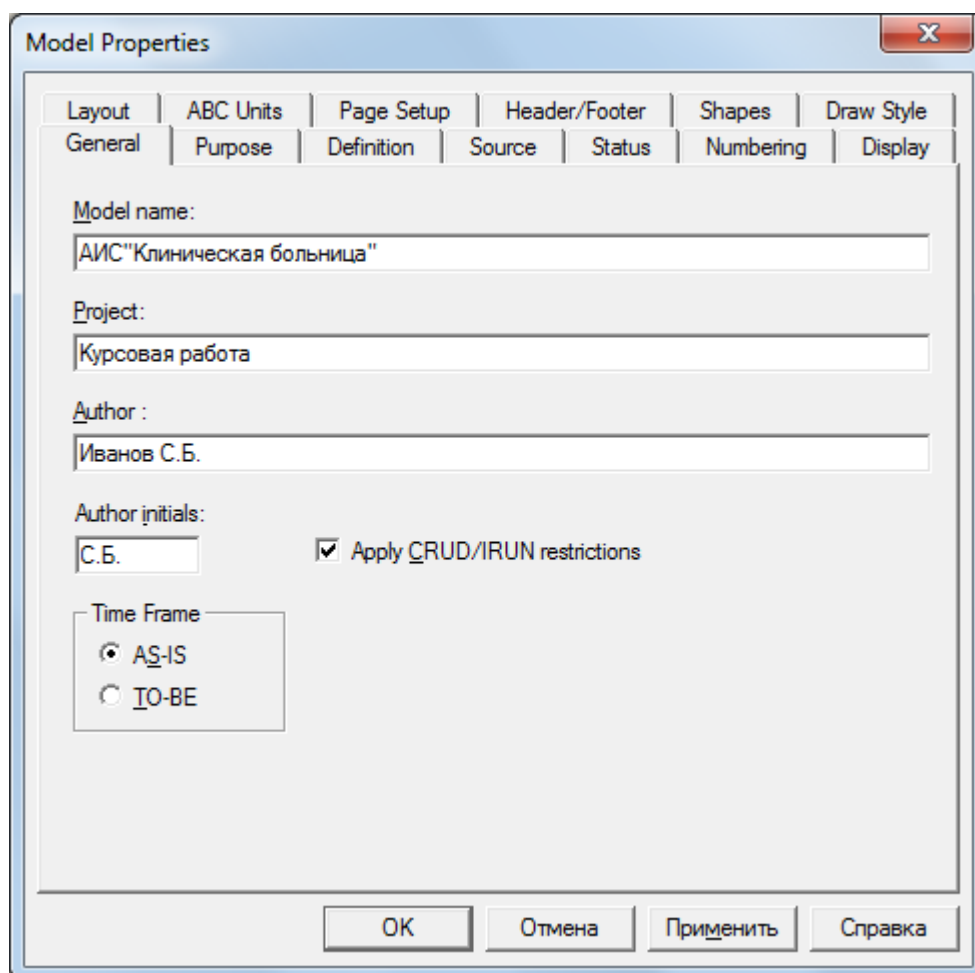 Model Properties
Layout ABC Units Page Setup Header/Footer Shapes Draw Style
General Purpose Definition Source Status Numbering Display
Model name:
АИС"Клиническая больница"
Project:
Курсовая работа
Author :
Иванов С.Б.
Author initials:
С.Б.
Apply CRUD/IRUN restrictions
Time Frame
AS-IS
TO-BE
OK Отмена Применить Справка